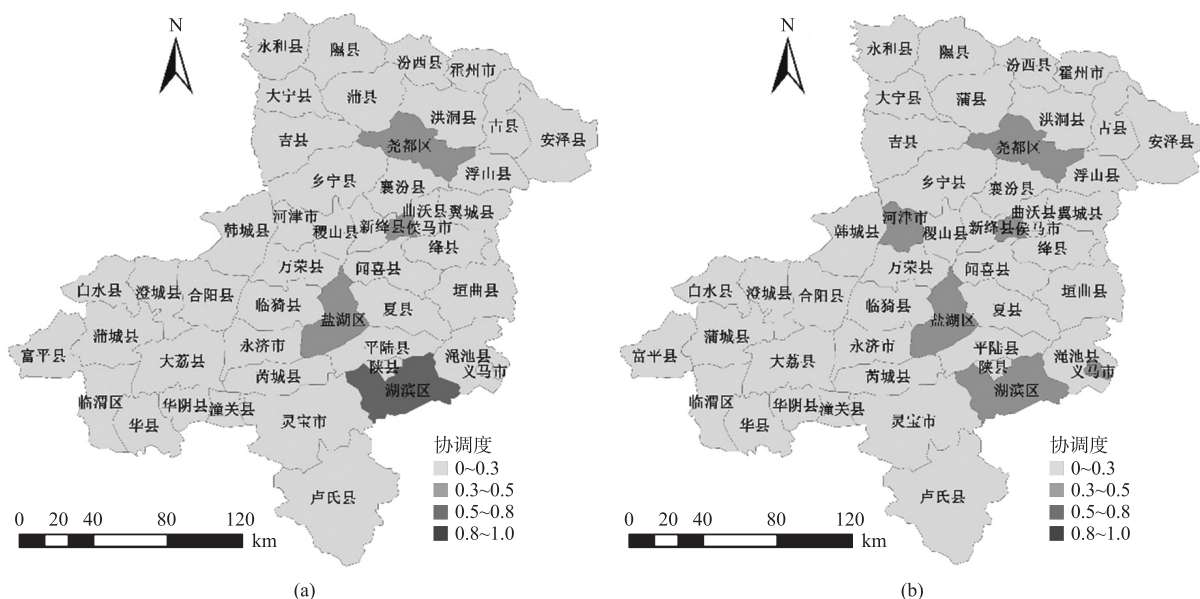 N
永和县
隰县
汾西县
霍州市
大宁县
蒲县
洪洞县
古县
安泽县
吉县
尧都区
浮山县
乡宁县
襄汾县
河津市
曲沃县
翼城县
韩城县
稷山县
新绛县
侯马市
绛县
万荣县
闻喜县
白水县
澄城县
合阳县
临猗县
垣曲县
盐湖区
夏县
蒲城县
富平县
大荔县
永济市
平陆县
渑池县
陕县
义马市
芮城县
湖滨区
临渭区
华县
华阴县
潼关县
灵宝市
卢氏县
协调度
0~0.3
0.3~0.5
0.5~0.8
0.8~1.0
0 20 40 80 120
km
(a)
N
永和县
隰县
汾西县
霍州市
大宁县
蒲县
洪洞县
古县
安泽县
吉县
尧都区
浮山县
乡宁县
襄汾县
河津市
曲沃县
翼城县
韩城县
稷山县
新绛县
侯马市
绛县
万荣县
闻喜县
白水县
澄城县
合阳县
临猗县
垣曲县
盐湖区
夏县
蒲城县
富平县
大荔县
永济市
平陆县
渑池县
陕县
义马市
芮城县
湖滨区
临渭区
华县
华阴县
潼关县
灵宝市
卢氏县
协调度
0~0.3
0.3~0.5
0.5~0.8
0.8~1.0
0 20 40 80 120
km
(b)